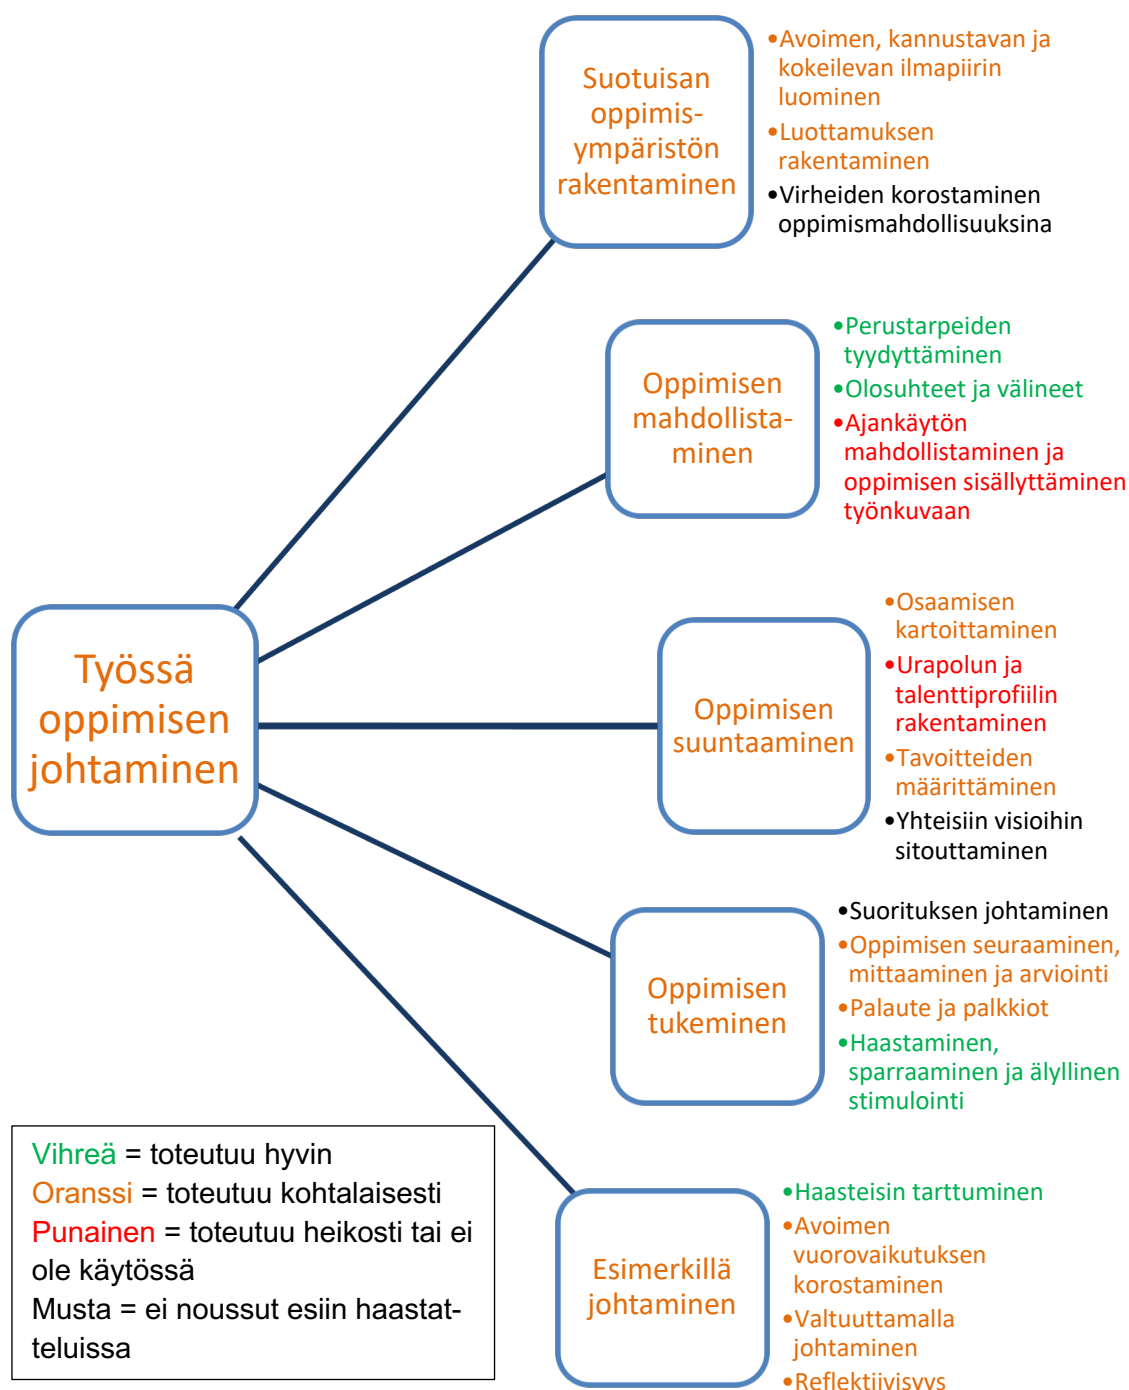 Suotuisan
oppimis-
ympäristön
rakentaminen
•Avoimen, kannustavan ja
kokeilevan ilmapiirin
luominen
•Luottamuksen
rakentaminen
•Virheiden korostaminen
oppimismahdollisuuksina
Oppimisen
mahdollista-
minen
•Perustarpeiden
tyydyttäminen
•Olosuhteet ja välineet
•Ajankäytön
mahdollistaminen ja
oppimisen sisällyttäminen
työnkuvaan
Työssä
oppimisen
johtaminen
Oppimisen
suuntaaminen
•Osaamisen
kartoittaminen
•Urapolun ja
talenttiprofiilin
rakentaminen
•Tavoitteiden
määrittäminen
•Yhteisiin visioihin
sitouttaminen
Oppimisen
tukeminen
•Suorituksen johtaminen
•Oppimisen seuraaminen,
mittaaminen ja arviointi
•Palaute ja palkkiot
•Haastaminen,
sparraaminen ja älyllinen
stimulointi
Esimerkillä
johtaminen
•Haasteisin tarttuminen
•Avoimen
vuorovaikutuksen
korostaminen
•Valtuuttamalla
johtaminen
•Reflektiivisyys
Vihreä = toteutuu hyvin
Oranssi = toteutuu kohtalaisesti
Punainen = toteutuu heikosti tai ei
ole käytössä
Musta = ei noussut esiin haastat-
teluissa